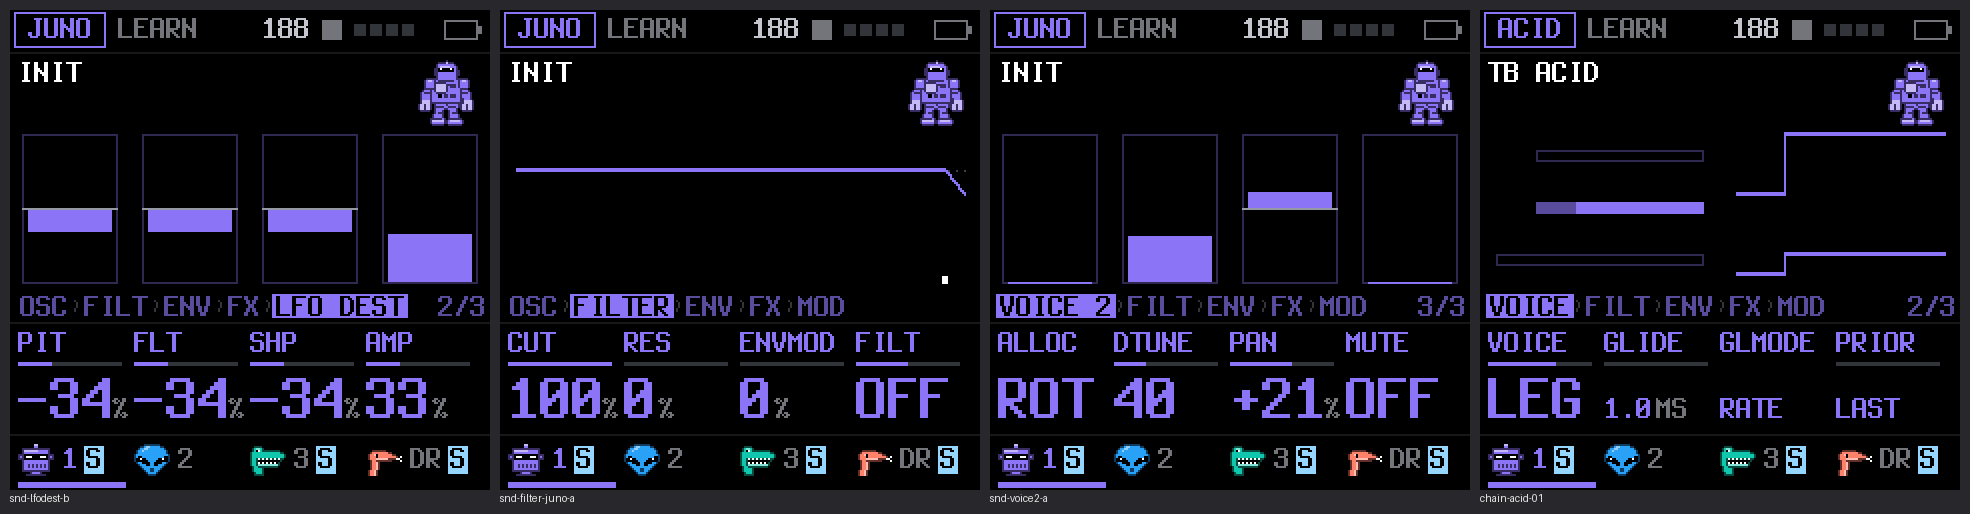 JUNO LEARN 188
INIT
OSC FILT ENV FX LFO DEST 2/3
PIT FLT SHP AMP
-34% -34% -34% 33%
1 S 2 3 S DR S
snd-lfodest-b
JUNO LEARN 188
INIT
OSC FILTER ENV FX MOD
CUT RES ENVMOD FILT
100% 0% 0% OFF
1 S 2 3 S DR S
snd-filter-juno-a
JUNO LEARN 188
INIT
VOICE 2 FILT ENV FX MOD 3/3
ALLOC DTUNE PAN MUTE
ROT 40 +21% OFF
1 S 2 3 S DR S
snd-voice2-a
ACID LEARN 188
TB ACID
VOICE FILT ENV FX MOD 2/3
VOICE GLIDE GLMODE PRIOR
LEG 1.0MS RATE LAST
1 S 2 3 S DR S
chain-acid-01